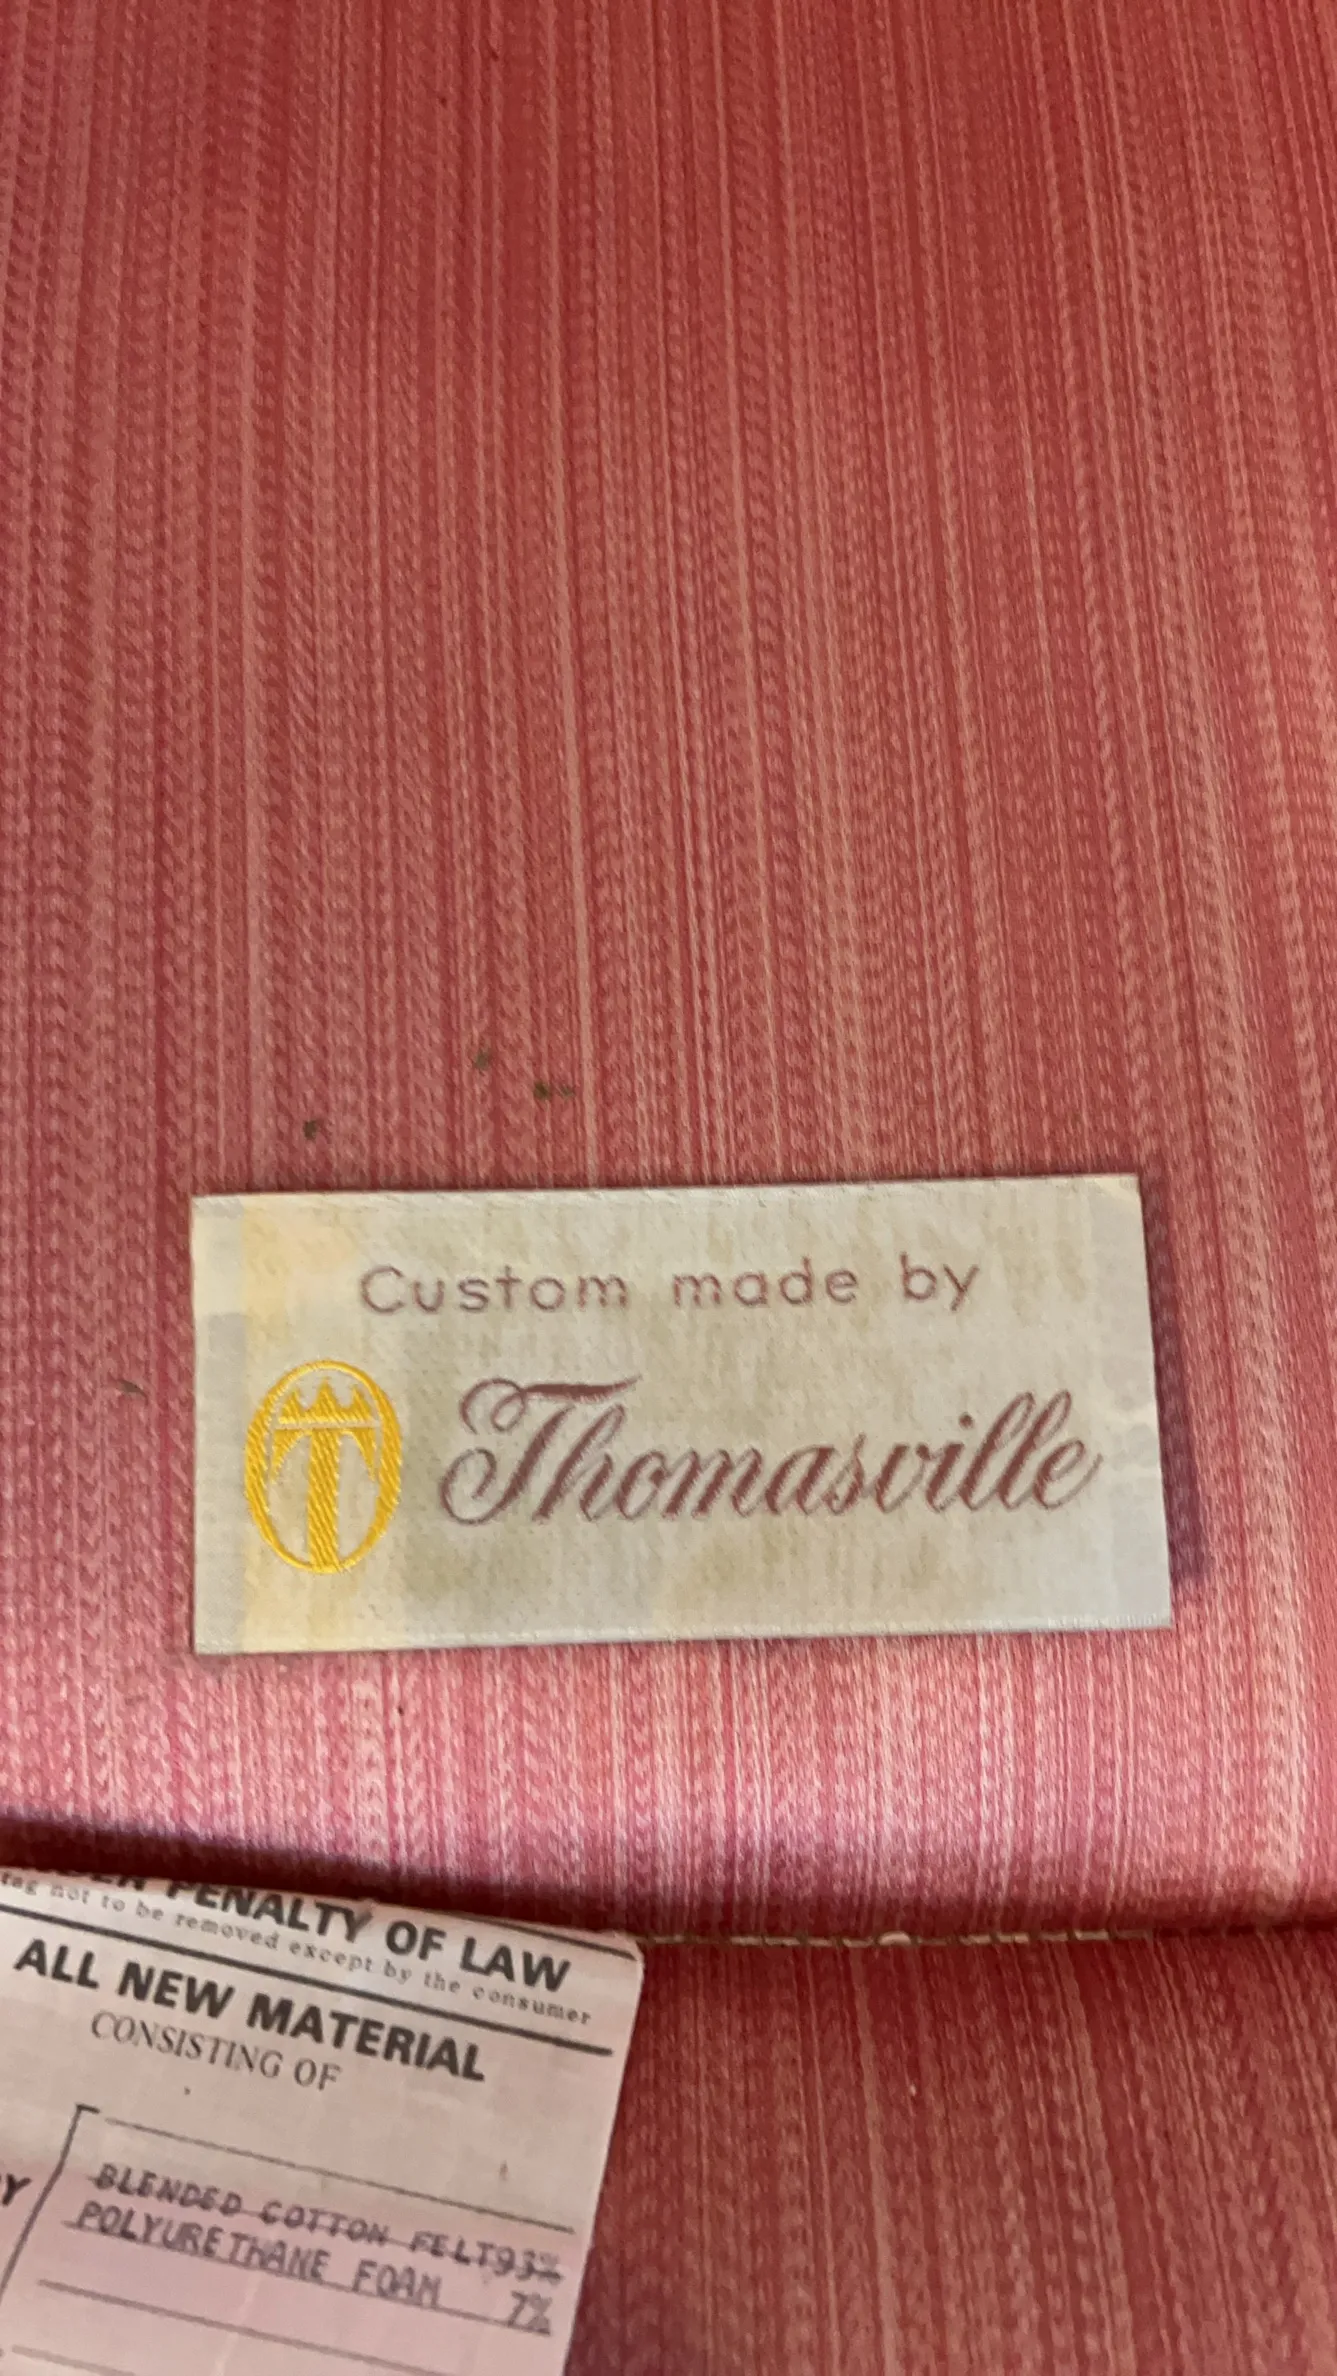 Custom made by
Thomasville
PENALTY OF LAW
tag not to be removed except by the consumer
ALL NEW MATERIAL
CONSISTING OF
BLENDED COTTON FELT 93%
POLYURETHANE FOAM 7%